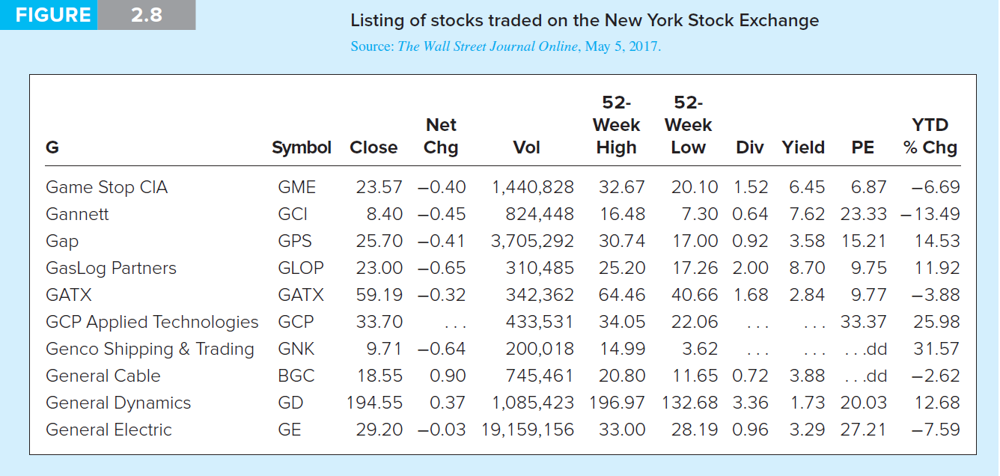 FIGURE 2.8
Listing of stocks traded on the New York Stock Exchange
Source: The Wall Street Journal Online, May 5, 2017.
52- 52-
Net Week Week YTD
G Symbol Close Chg Vol High Low Div Yield PE % Chg
Game Stop CIA GME 23.57 –0.40 1,440,828 32.67 20.10 1.52 6.45 6.87 –6.69
Gannett GCI 8.40 –0.45 824,448 16.48 7.30 0.64 7.62 23.33 –13.49
Gap GPS 25.70 –0.41 3,705,292 30.74 17.00 0.92 3.58 15.21 14.53
GasLog Partners GLOP 23.00 –0.65 310,485 25.20 17.26 2.00 8.70 9.75 11.92
GATX GATX 59.19 –0.32 342,362 64.46 40.66 1.68 2.84 9.77 –3.88
GCP Applied Technologies GCP 33.70 ... 433,531 34.05 22.06 ... ... 33.37 25.98
Genco Shipping & Trading GNK 9.71 –0.64 200,018 14.99 3.62 ... ... ...dd 31.57
General Cable BGC 18.55 0.90 745,461 20.80 11.65 0.72 3.88 ...dd –2.62
General Dynamics GD 194.55 0.37 1,085,423 196.97 132.68 3.36 1.73 20.03 12.68
General Electric GE 29.20 –0.03 19,159,156 33.00 28.19 0.96 3.29 27.21 –7.59